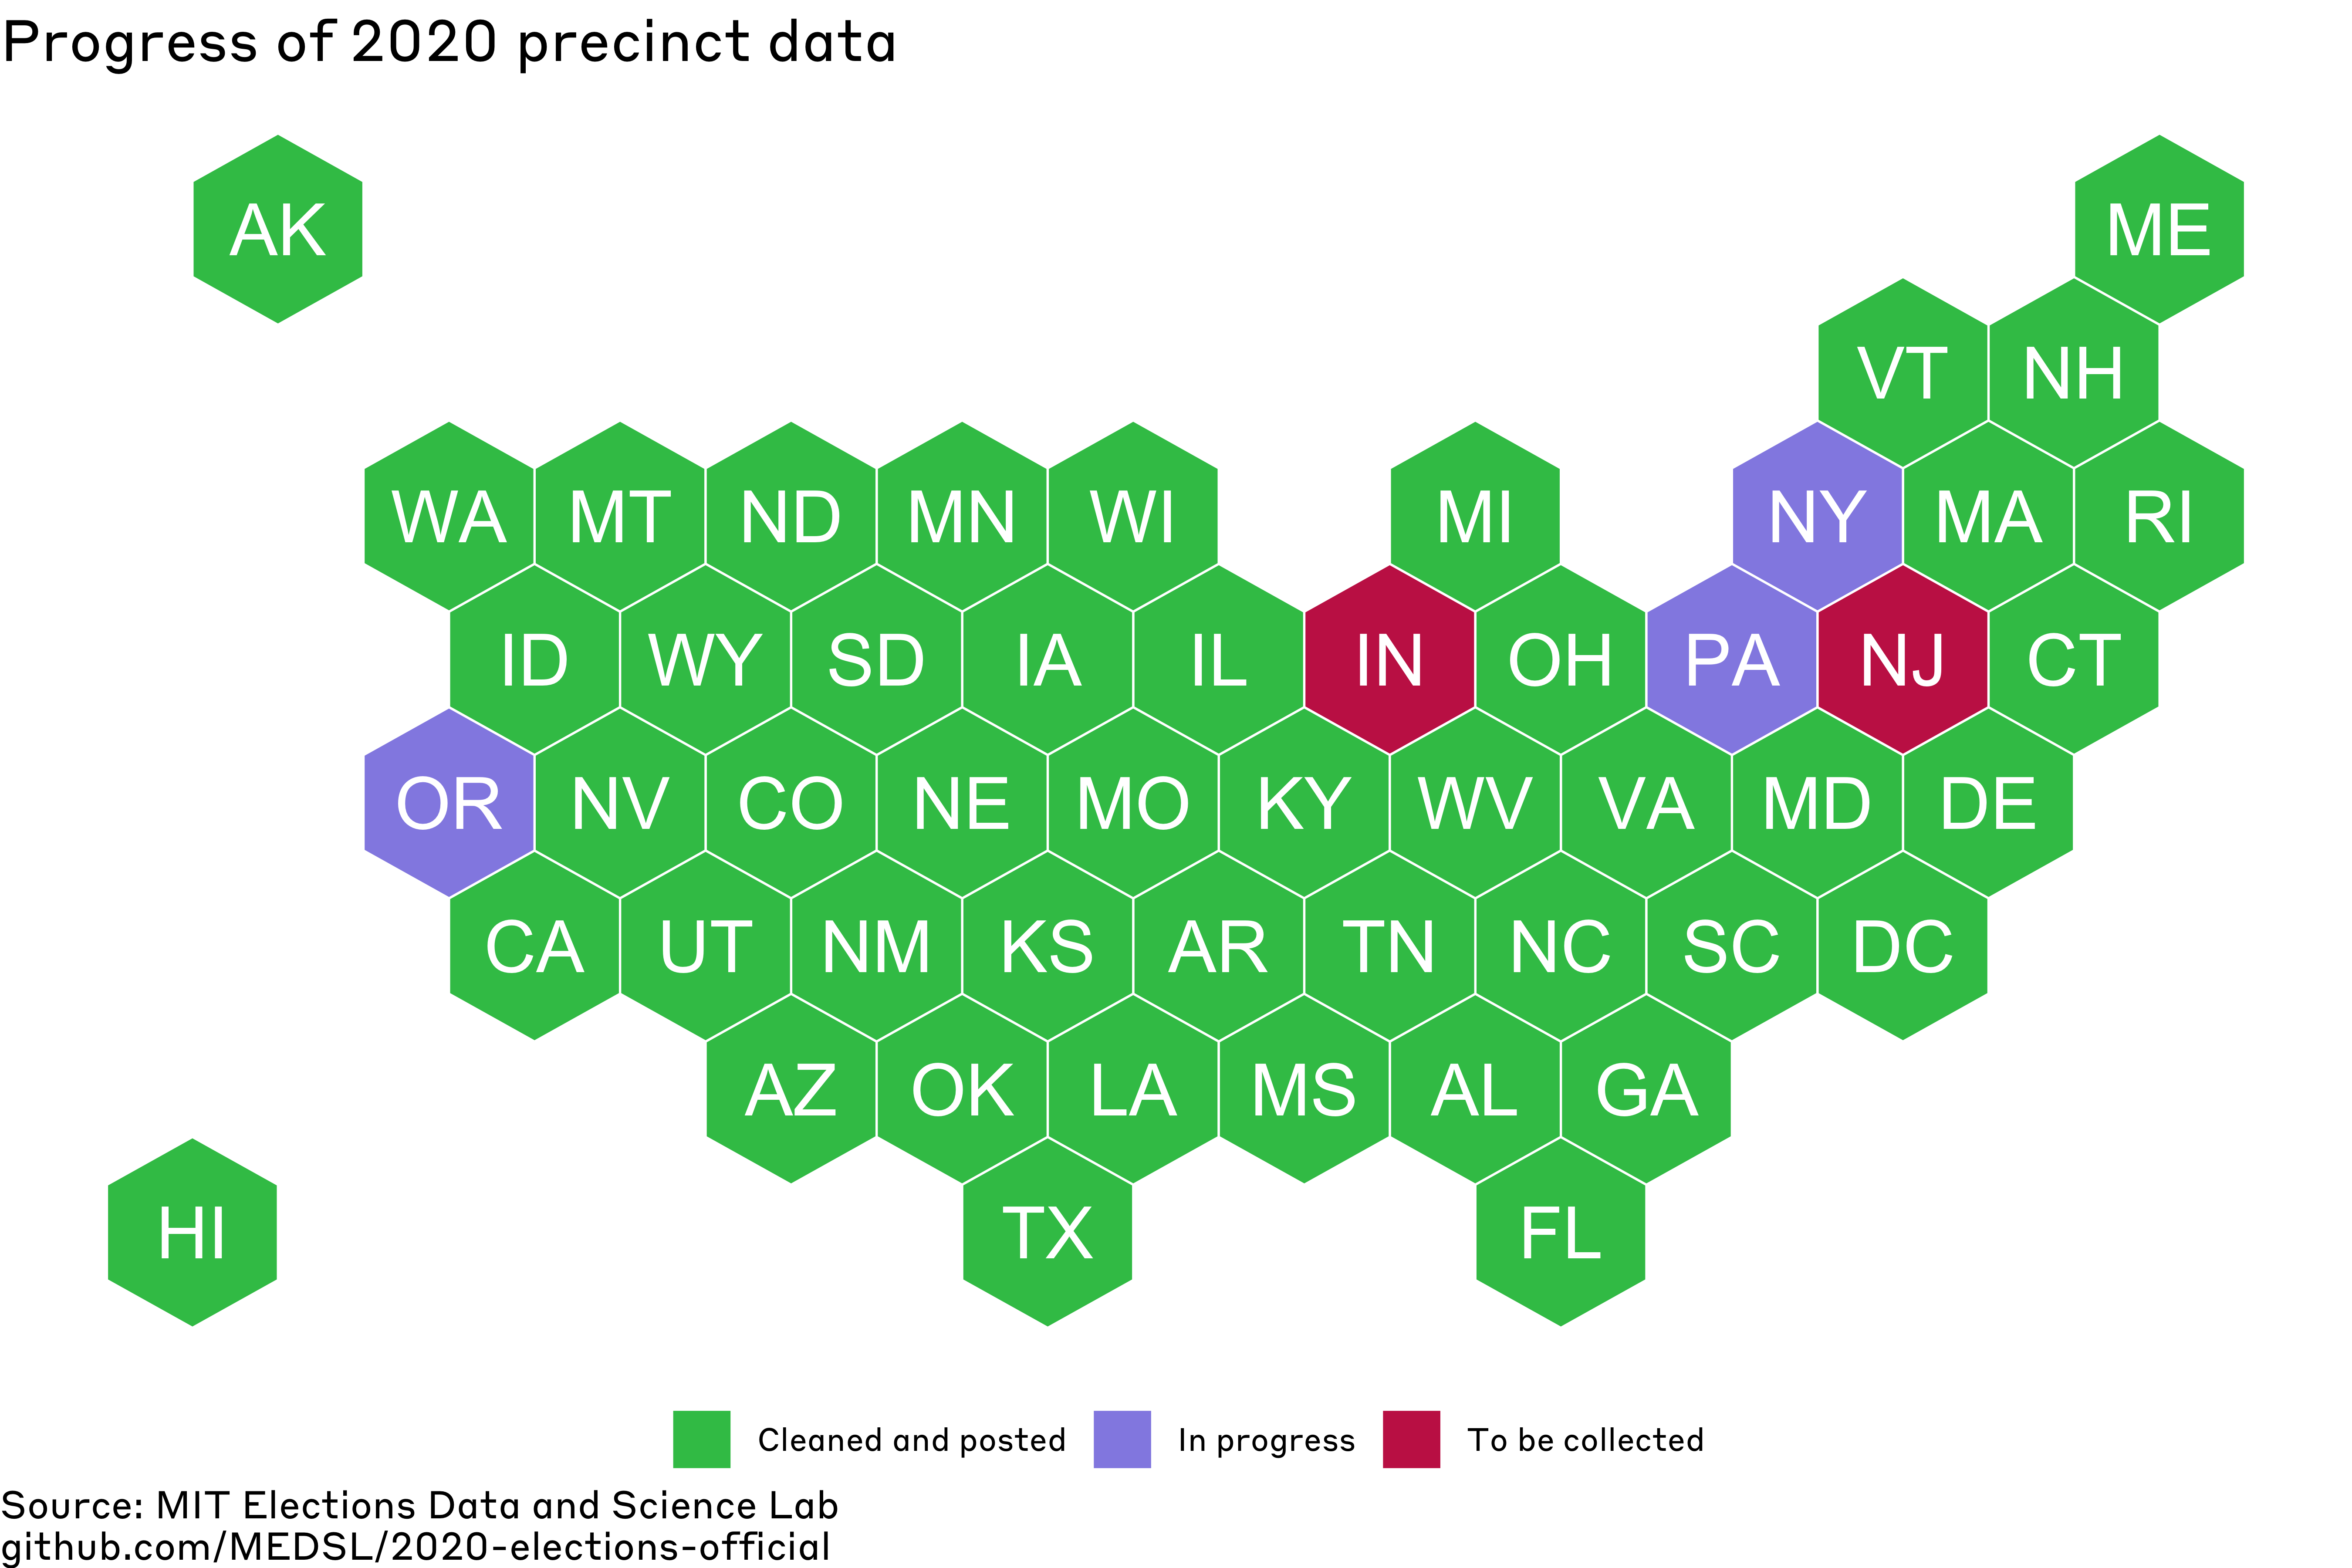 Progress of 2020 precinct data
AK
ME
VT NH
WA MT ND MN WI MI NY MA RI
ID WY SD IA IL IN OH PA NJ CT
OR NV CO NE MO KY WV VA MD DE
CA UT NM KS AR TN NC SC DC
AZ OK LA MS AL GA
HI TX FL
Cleaned and posted In progress To be collected
Source: MIT Elections Data and Science Lab
github.com/MEDSL/2020-elections-official